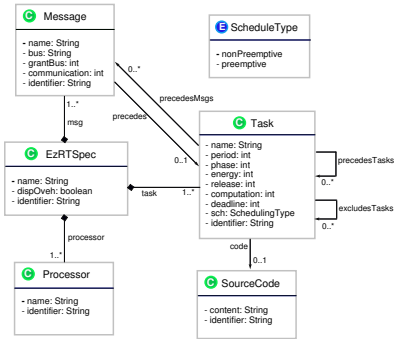 C Message
- name: String
- bus: String
- grantBus: int
- communication: int
- identifier: String
E ScheduleType
- nonPreemptive
- preemptive
0..*
precedesMsgs
1..*
msg
precedes
0..1
C Task
- name: String
- period: int
- phase: int
- energy: int
- release: int
- computation: int
- deadline: int
- sch: SchedulingType
- identifier: String
precedesTasks
0..*
excludesTasks
0..*
C EzRTSpec
- name: String
- dispOveh: boolean
- identifier: String
task
1..*
processor
1..*
code
0..1
C Processor
- name: String
- identifier: String
C SourceCode
- content: String
- identifier: String